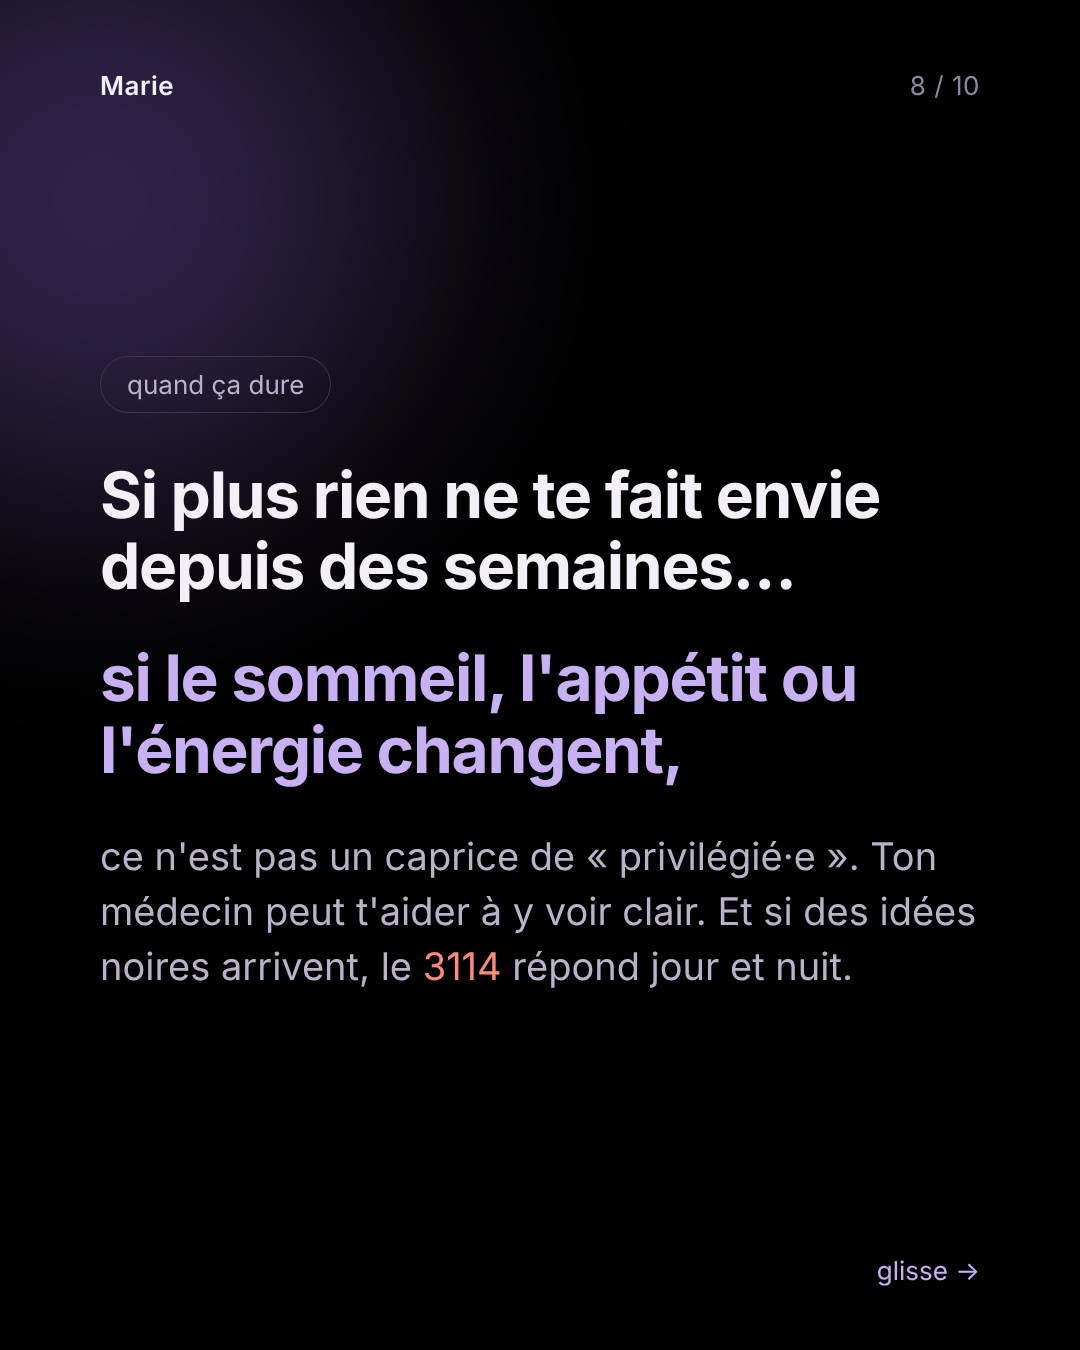 Marie
8 / 10
quand ça dure
Si plus rien ne te fait envie
depuis des semaines…
si le sommeil, l'appétit ou
l'énergie changent,
ce n'est pas un caprice de « privilégié·e ». Ton
médecin peut t'aider à y voir clair. Et si des idées
noires arrivent, le 3114 répond jour et nuit.
glisse →